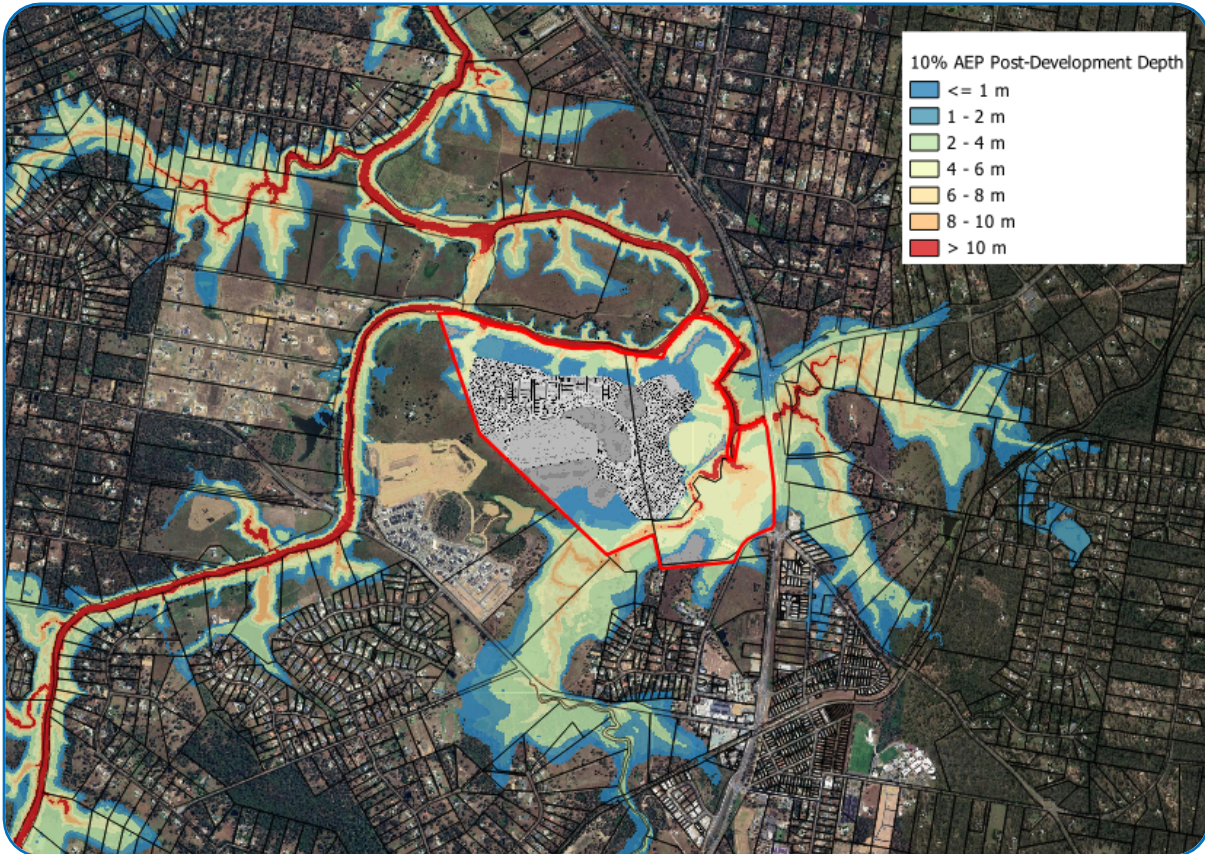 10% AEP Post-Development Depth
<= 1 m
1 - 2 m
2 - 4 m
4 - 6 m
6 - 8 m
8 - 10 m
> 10 m